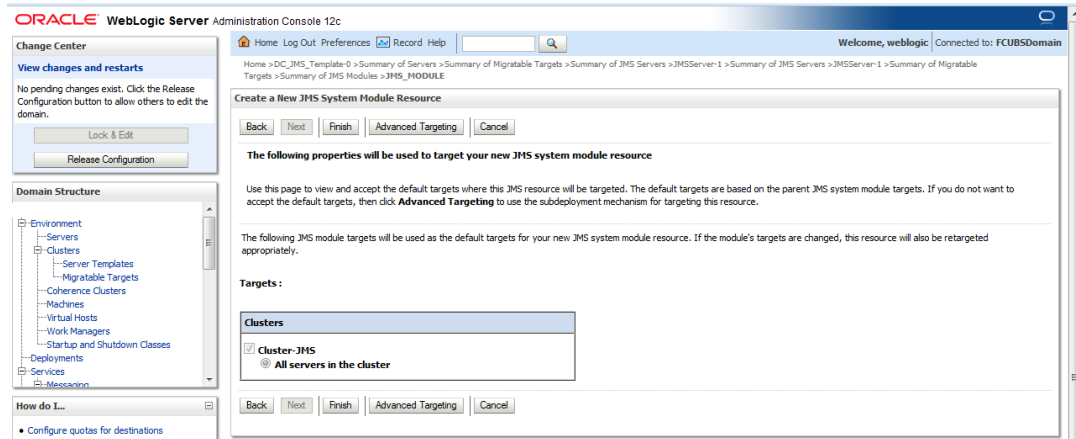 ORACLE WebLogic Server Administration Console 12c
Change Center
View changes and restarts
No pending changes exist. Click the Release
Configuration button to allow others to edit the
domain.
Lock & Edit
Release Configuration
Domain Structure
Environment
Servers
Clusters
Server Templates
Migratable Targets
Coherence Clusters
Machines
Virtual Hosts
Work Managers
Startup and Shutdown Classes
Deployments
Services
Messaging
How do I...
Configure quotas for destinations
Home Log Out Preferences Record Help
Welcome, weblogic Connected to: FCUBSDomain
Home >DC_JMS_Template-0 >Summary of Servers >Summary of Migratable Targets >Summary of JMS Servers >JMSServer-1 >Summary of JMS Servers >JMSServer-1 >Summary of Migratable
Targets >Summary of JMS Modules >JMS_MODULE
Create a New JMS System Module Resource
Back Next Finish Advanced Targeting Cancel
The following properties will be used to target your new JMS system module resource
Use this page to view and accept the default targets where this JMS resource will be targeted. The default targets are based on the parent JMS system module targets. If you do not want to
accept the default targets, then click Advanced Targeting to use the subdeployment mechanism for targeting this resource.
The following JMS module targets will be used as the default targets for your new JMS system module resource. If the module's targets are changed, this resource will also be retargeted
appropriately.
Targets :
Clusters
Cluster-JMS
All servers in the cluster
Back Next Finish Advanced Targeting Cancel